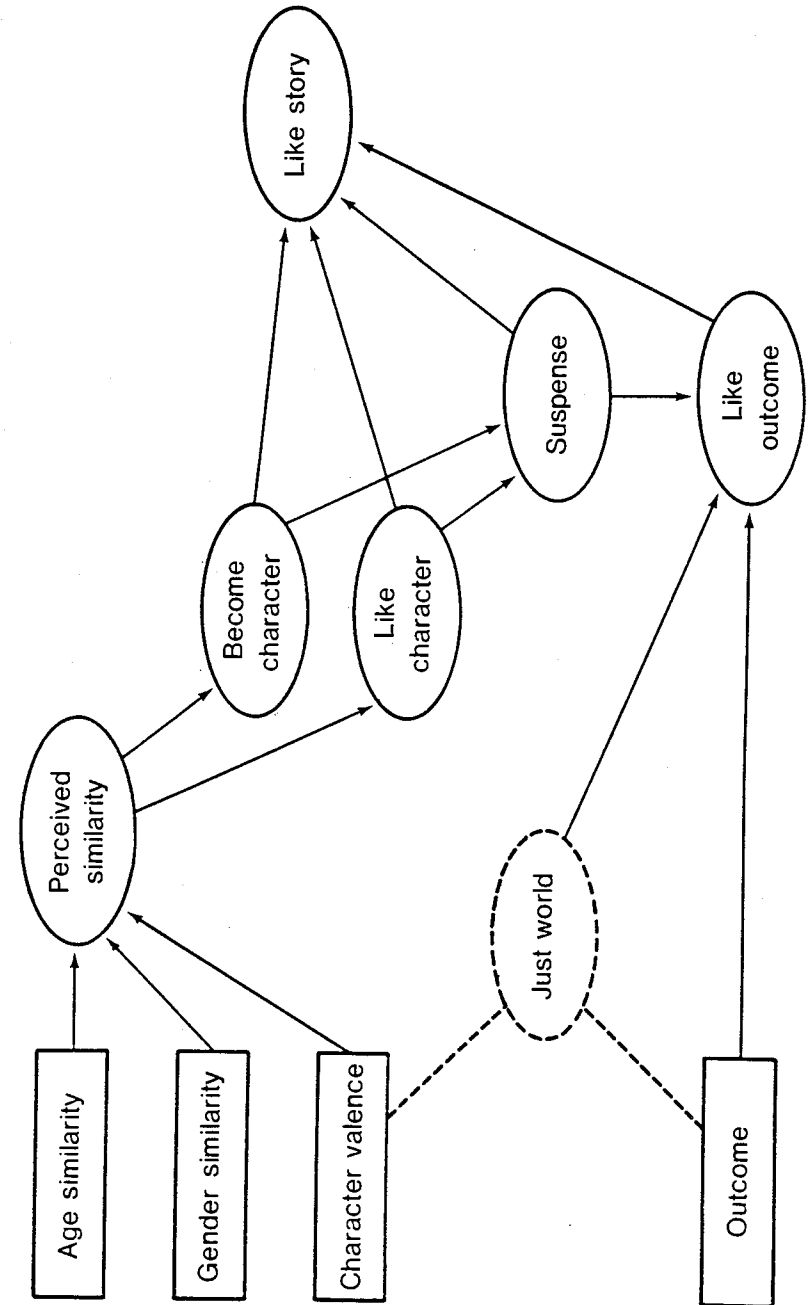 Age similarity
Gender similarity
Character valence
Outcome
Perceived
similarity
Just world
Become
character
Like
character
Suspense
Like
outcome
Like story